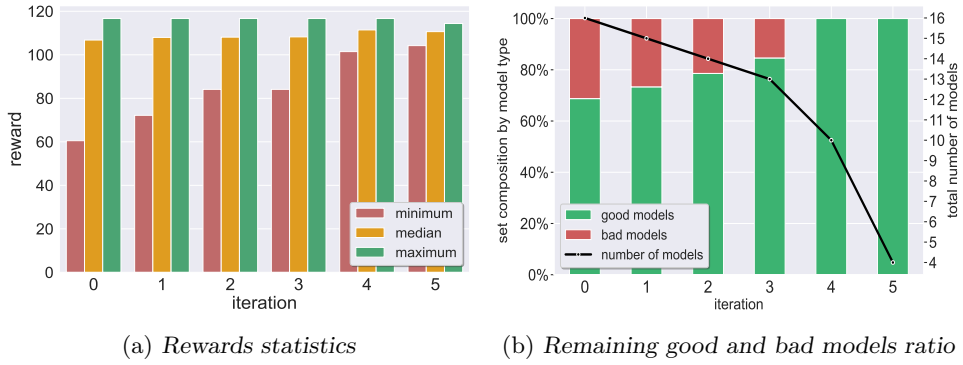 120
100
80
60
40
20
0
reward
0 1 2 3 4 5
iteration
minimum
median
maximum
(a) Rewards statistics
100%
80%
60%
40%
20%
0%
set composition by model type
16
15
14
13
12
11
10
9
8
7
6
5
4
total number of models
0 1 2 3 4 5
iteration
good models
bad models
number of models
(b) Remaining good and bad models ratio